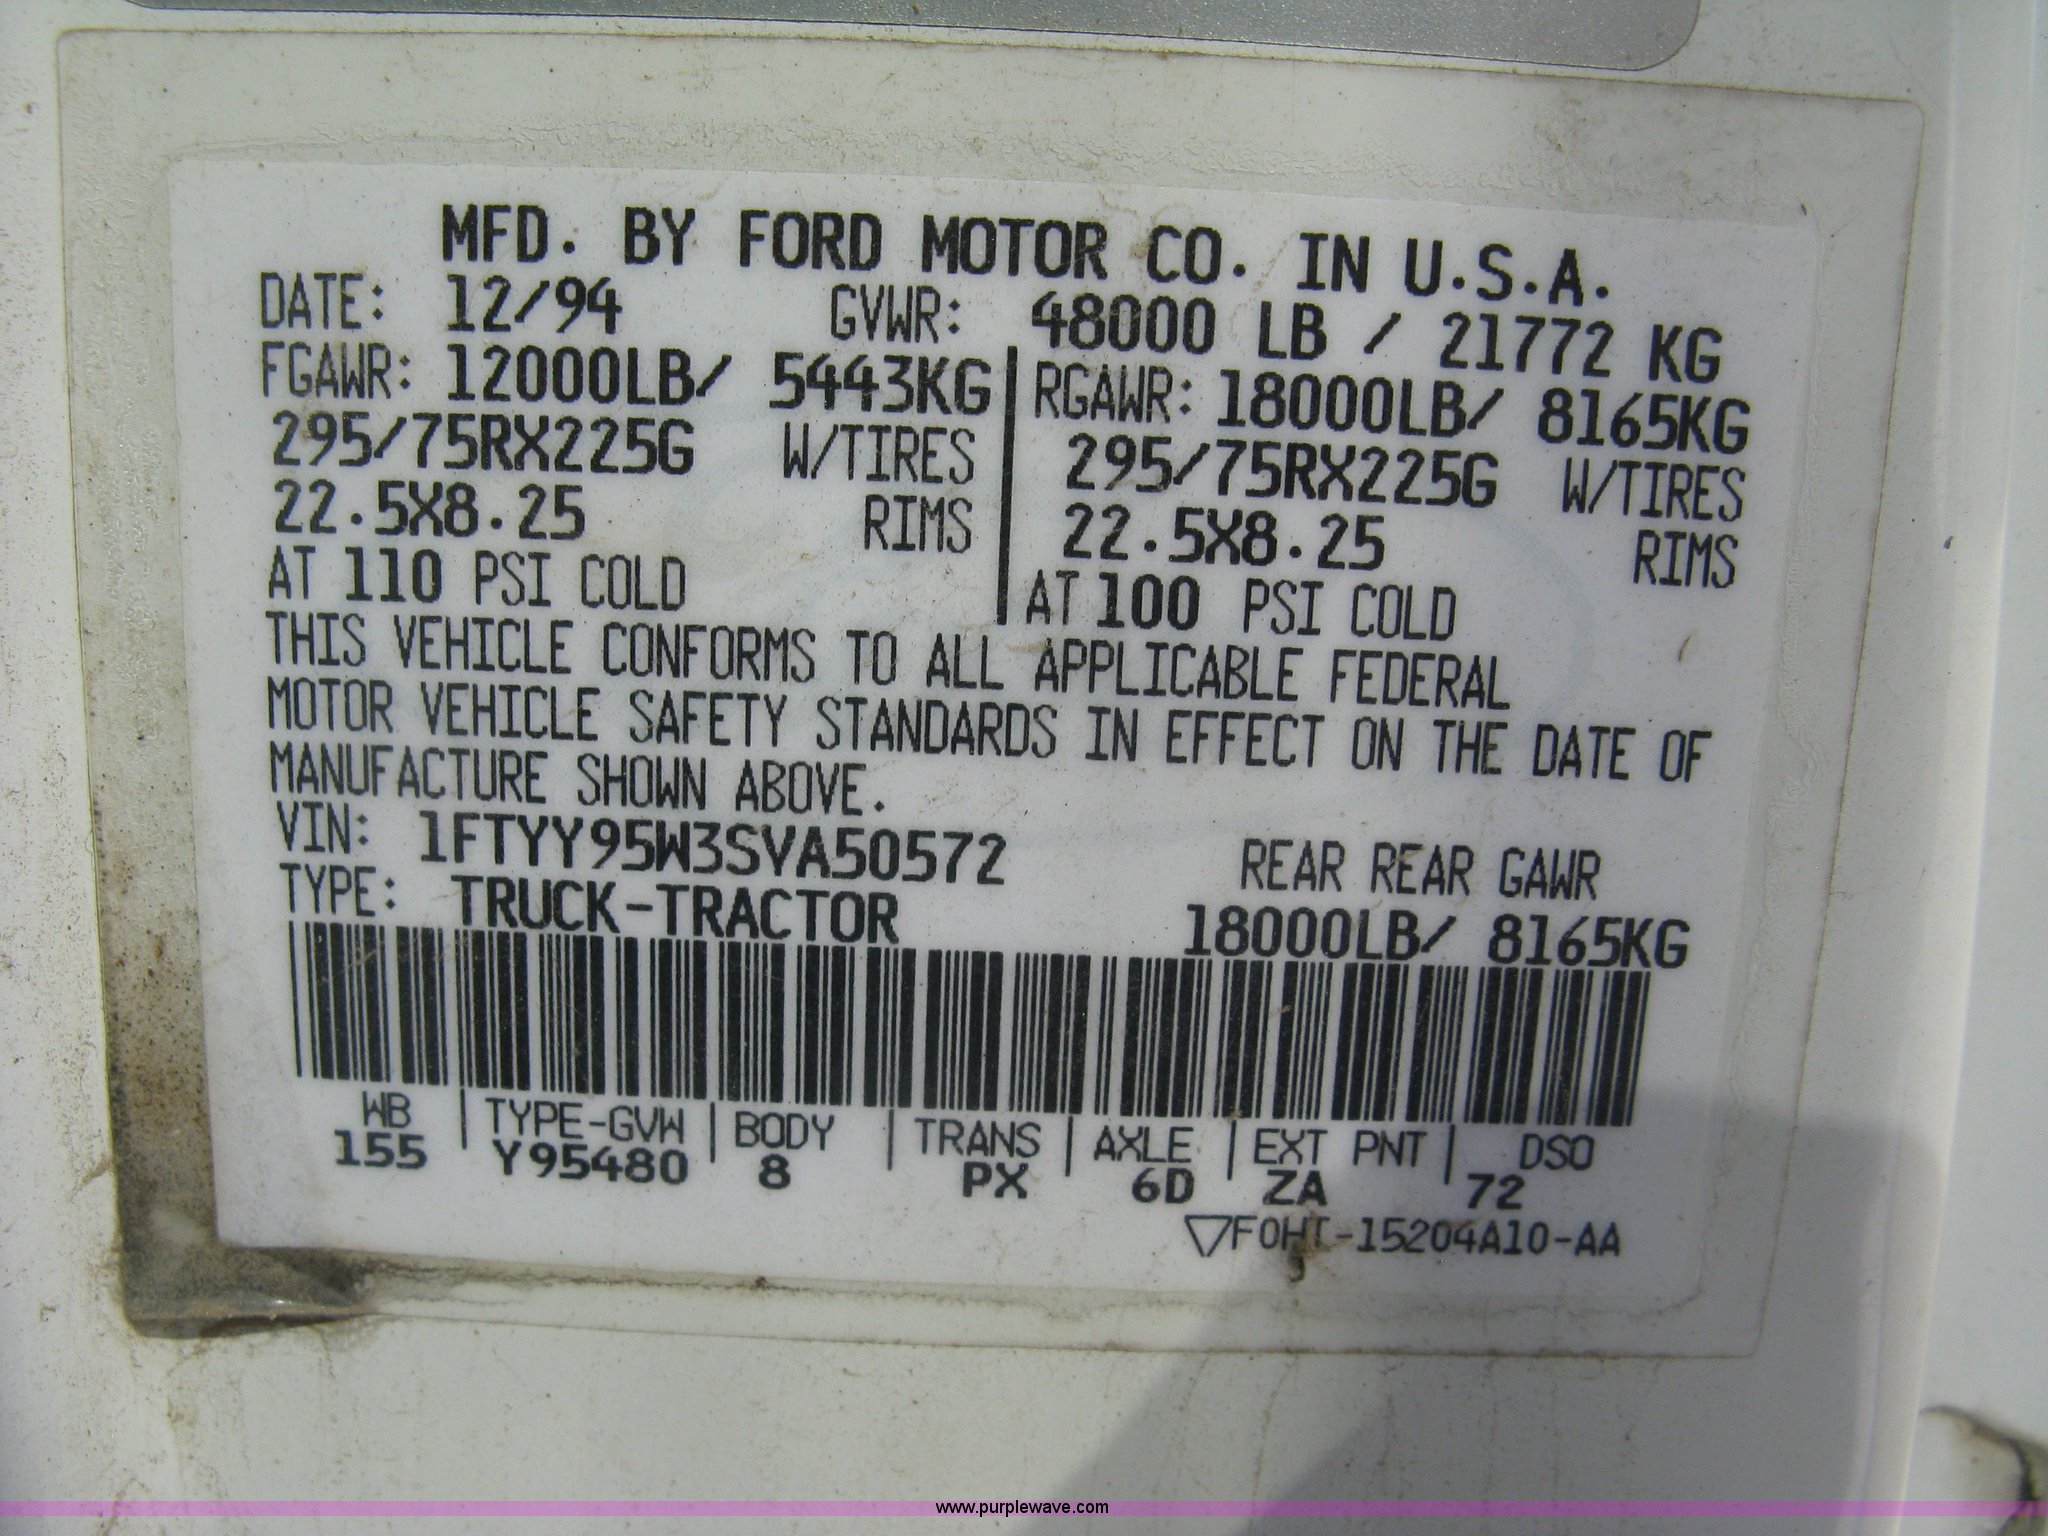 MFD. BY FORD MOTOR CO. IN U.S.A.
DATE: 12/94 GVWR: 48000 LB / 21772 KG
FGAWR: 12000LB/ 5443KG RGAWR: 18000LB/ 8165KG
295/75RX225G W/TIRES 295/75RX225G W/TIRES
22.5X8.25 RIMS 22.5X8.25 RIMS
AT 110 PSI COLD AT 100 PSI COLD
THIS VEHICLE CONFORMS TO ALL APPLICABLE FEDERAL
MOTOR VEHICLE SAFETY STANDARDS IN EFFECT ON THE DATE OF
MANUFACTURE SHOWN ABOVE.
VIN: 1FTYY95W3SVA50572 REAR REAR GAWR
TYPE: TRUCK-TRACTOR 18000LB/ 8165KG
WB | TYPE-GVW | BODY | TRANS | AXLE | EXT PNT | DSO
155 Y95480 8 PX 6D ZA 72
▽F0HT-15204A10-AA
www.purplewave.com